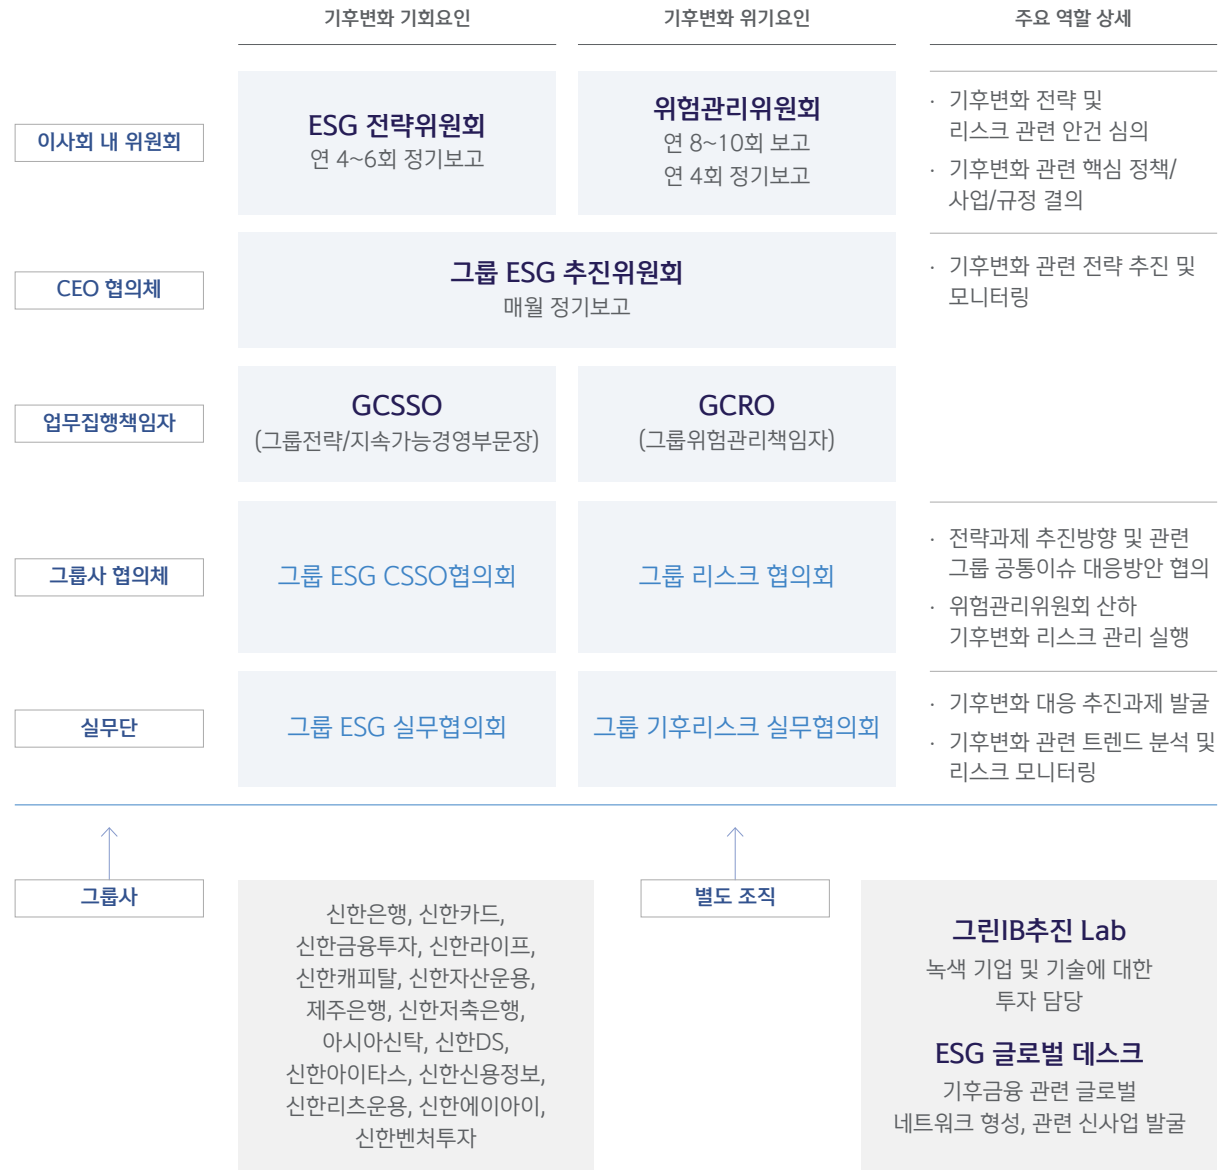 기후변화 기회요인
기후변화 위기요인
주요 역할 상세
이사회 내 위원회
ESG 전략위원회
연 4~6회 정기보고
위험관리위원회
연 8~10회 보고
연 4회 정기보고
· 기후변화 전략 및
리스크 관련 안건 심의
· 기후변화 관련 핵심 정책/
사업/규정 결의
CEO 협의체
그룹 ESG 추진위원회
매월 정기보고
· 기후변화 관련 전략 추진 및
모니터링
업무집행책임자
GCSSO
(그룹전략/지속가능경영부문장)
GCRO
(그룹위험관리책임자)
그룹사 협의체
그룹 ESG CSSO협의회
그룹 리스크 협의회
· 전략과제 추진방향 및 관련
그룹 공통이슈 대응방안 협의
· 위험관리위원회 산하
기후변화 리스크 관리 실행
실무단
그룹 ESG 실무협의회
그룹 기후리스크 실무협의회
· 기후변화 대응 추진과제 발굴
· 기후변화 관련 트렌드 분석 및
리스크 모니터링
그룹사
신한은행, 신한카드,
신한금융투자, 신한라이프,
신한캐피탈, 신한자산운용,
제주은행, 신한저축은행,
아시아신탁, 신한DS,
신한아이타스, 신한신용정보,
신한리츠운용, 신한에이아이,
신한벤처투자
별도 조직
그린IB추진 Lab
녹색 기업 및 기술에 대한
투자 담당
ESG 글로벌 데스크
기후금융 관련 글로벌
네트워크 형성, 관련 신사업 발굴